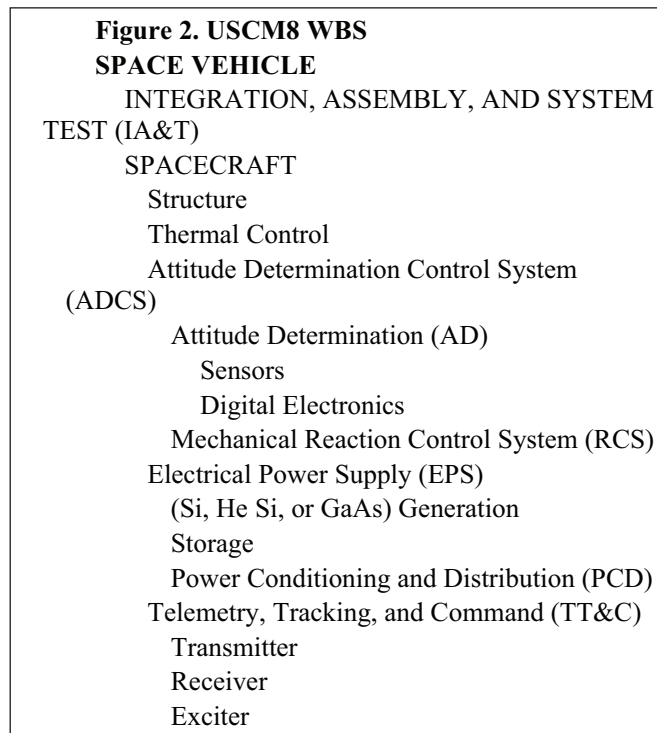 Figure 2. USCM8 WBS
SPACE VEHICLE
INTEGRATION, ASSEMBLY, AND SYSTEM
TEST (IA&T)
SPACECRAFT
Structure
Thermal Control
Attitude Determination Control System
(ADCS)
Attitude Determination (AD)
Sensors
Digital Electronics
Mechanical Reaction Control System (RCS)
Electrical Power Supply (EPS)
(Si, He Si, or GaAs) Generation
Storage
Power Conditioning and Distribution (PCD)
Telemetry, Tracking, and Command (TT&C)
Transmitter
Receiver
Exciter